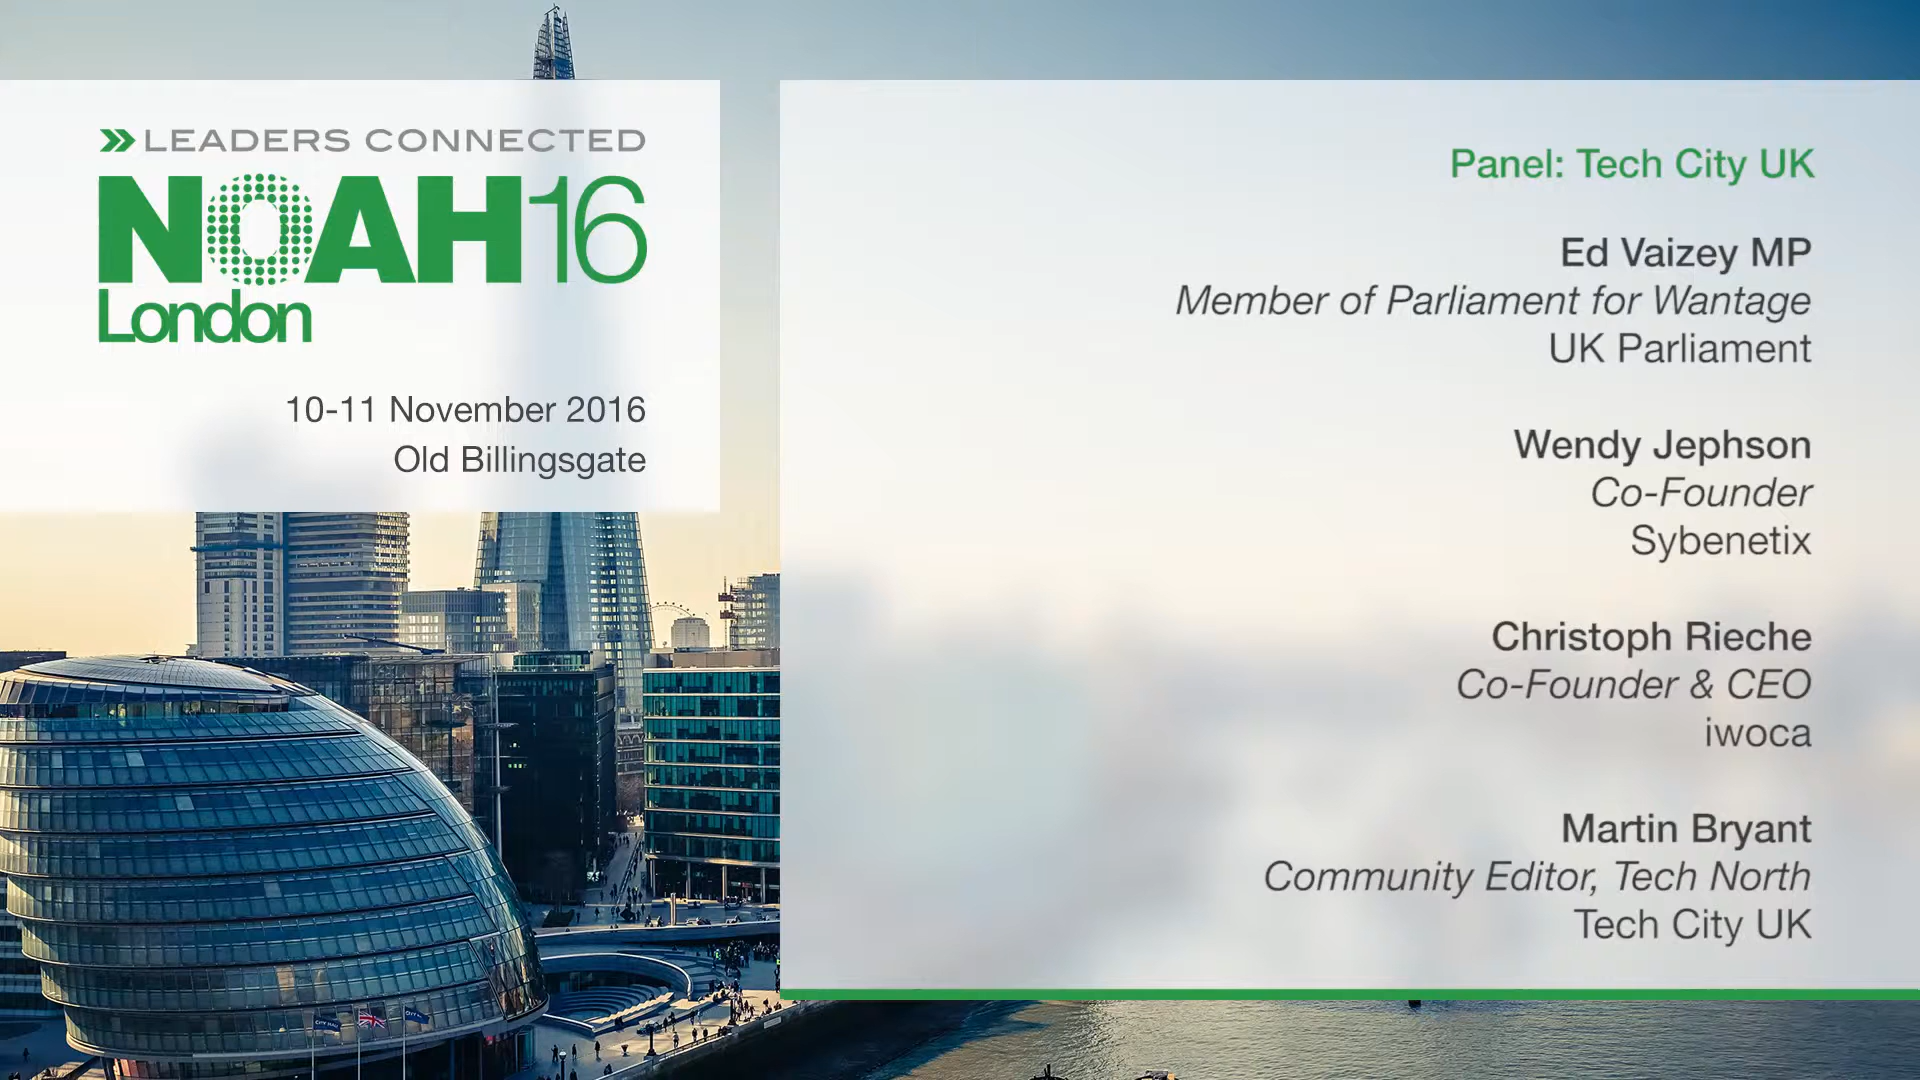 LEADERS CONNECTED
NOAH16
London
10-11 November 2016
Old Billingsgate
Panel: Tech City UK
Ed Vaizey MP
Member of Parliament for Wantage
UK Parliament
Wendy Jephson
Co-Founder
Sybenetix
Christoph Rieche
Co-Founder & CEO
iwoca
Martin Bryant
Community Editor, Tech North
Tech City UK